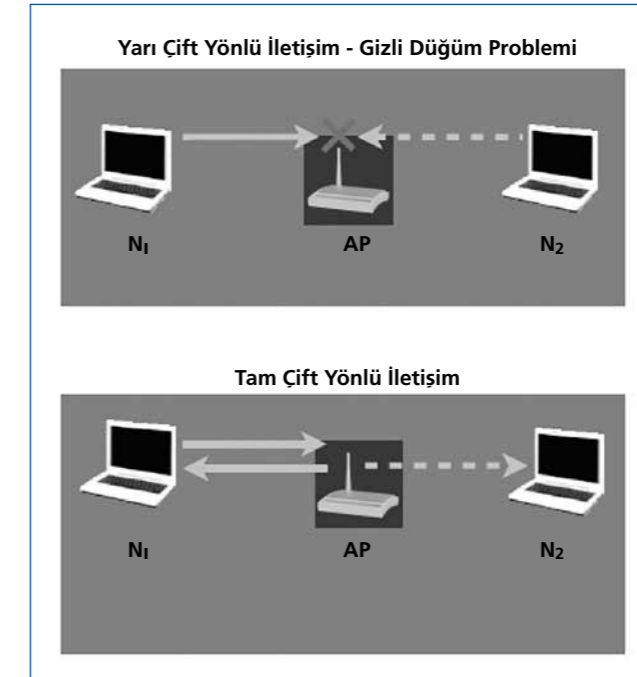 Yarı Çift Yönlü İletişim - Gizli Düğüm Problemi
N1 AP N2
Tam Çift Yönlü İletişim
N1 AP N2